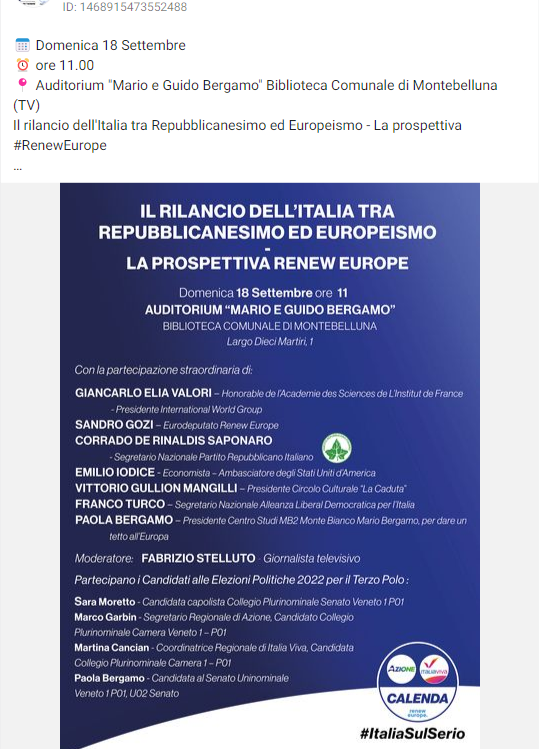 ID: 1468915473552488
Domenica 18 Settembre
ore 11.00
Auditorium "Mario e Guido Bergamo" Biblioteca Comunale di Montebelluna
(TV)
Il rilancio dell'Italia tra Repubblicanesimo ed Europeismo - La prospettiva
#RenewEurope
...
IL RILANCIO DELL'ITALIA TRA
REPUBBLICANESIMO ED EUROPEISMO
-
LA PROSPETTIVA RENEW EUROPE
Domenica 18 Settembre ore 11
AUDITORIUM "MARIO E GUIDO BERGAMO"
BIBLIOTECA COMUNALE DI MONTEBELLUNA
Largo Dieci Martiri, 1
Con la partecipazione straordinaria di:
GIANCARLO ELIA VALORI – Honorable de l'Academie des Sciences de L'Institut de France
- Presidente International World Group
SANDRO GOZI – Eurodeputato Renew Europe
CORRADO DE RINALDIS SAPONARO
- Segretario Nazionale Partito Repubblicano Italiano
EMILIO IODICE - Economista – Ambasciatore degli Stati Uniti d'America
VITTORIO GULLION MANGILLI – Presidente Circolo Culturale "La Caduta"
FRANCO TURCO – Segretario Nazionale Alleanza Liberal Democratica per l'Italia
PAOLA BERGAMO – Presidente Centro Studi MB2 Monte Bianco Mario Bergamo, per dare un
tetto all'Europa
Moderatore: FABRIZIO STELLUTO - Giornalista televisivo
Partecipano i Candidati alle Elezioni Politiche 2022 per il Terzo Polo :
Sara Moretto - Candidata capolista Collegio Plurinominale Senato Veneto 1 P01
Marco Garbin - Segretario Regionale di Azione, Candidato Collegio
Plurinominale Camera Veneto 1 – P01
Martina Cancian - Coordinatrice Regionale di Italia Viva, Candidata
Collegio Plurinominale Camera 1 – P01
Paola Bergamo - Candidata al Senato Uninominale
Veneto 1 P01, U02 Senato
AZIONE
ITALIAVIVA
CALENDA
renew
europe.
#ItaliaSulSerio